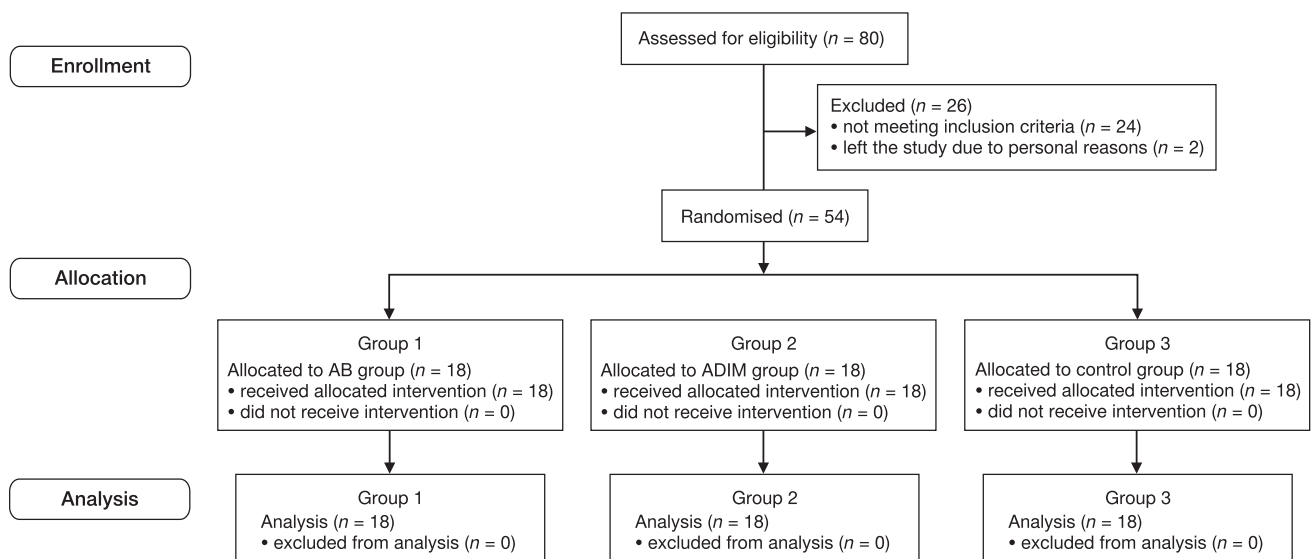 Enrollment
Assessed for eligibility (n = 80)
Excluded (n = 26)
• not meeting inclusion criteria (n = 24)
• left the study due to personal reasons (n = 2)
Randomised (n = 54)
Allocation
Group 1
Allocated to AB group (n = 18)
• received allocated intervention (n = 18)
• did not receive intervention (n = 0)
Group 2
Allocated to ADIM group (n = 18)
• received allocated intervention (n = 18)
• did not receive intervention (n = 0)
Group 3
Allocated to control group (n = 18)
• received allocated intervention (n = 18)
• did not receive intervention (n = 0)
Analysis
Group 1
Analysis (n = 18)
• excluded from analysis (n = 0)
Group 2
Analysis (n = 18)
• excluded from analysis (n = 0)
Group 3
Analysis (n = 18)
• excluded from analysis (n = 0)